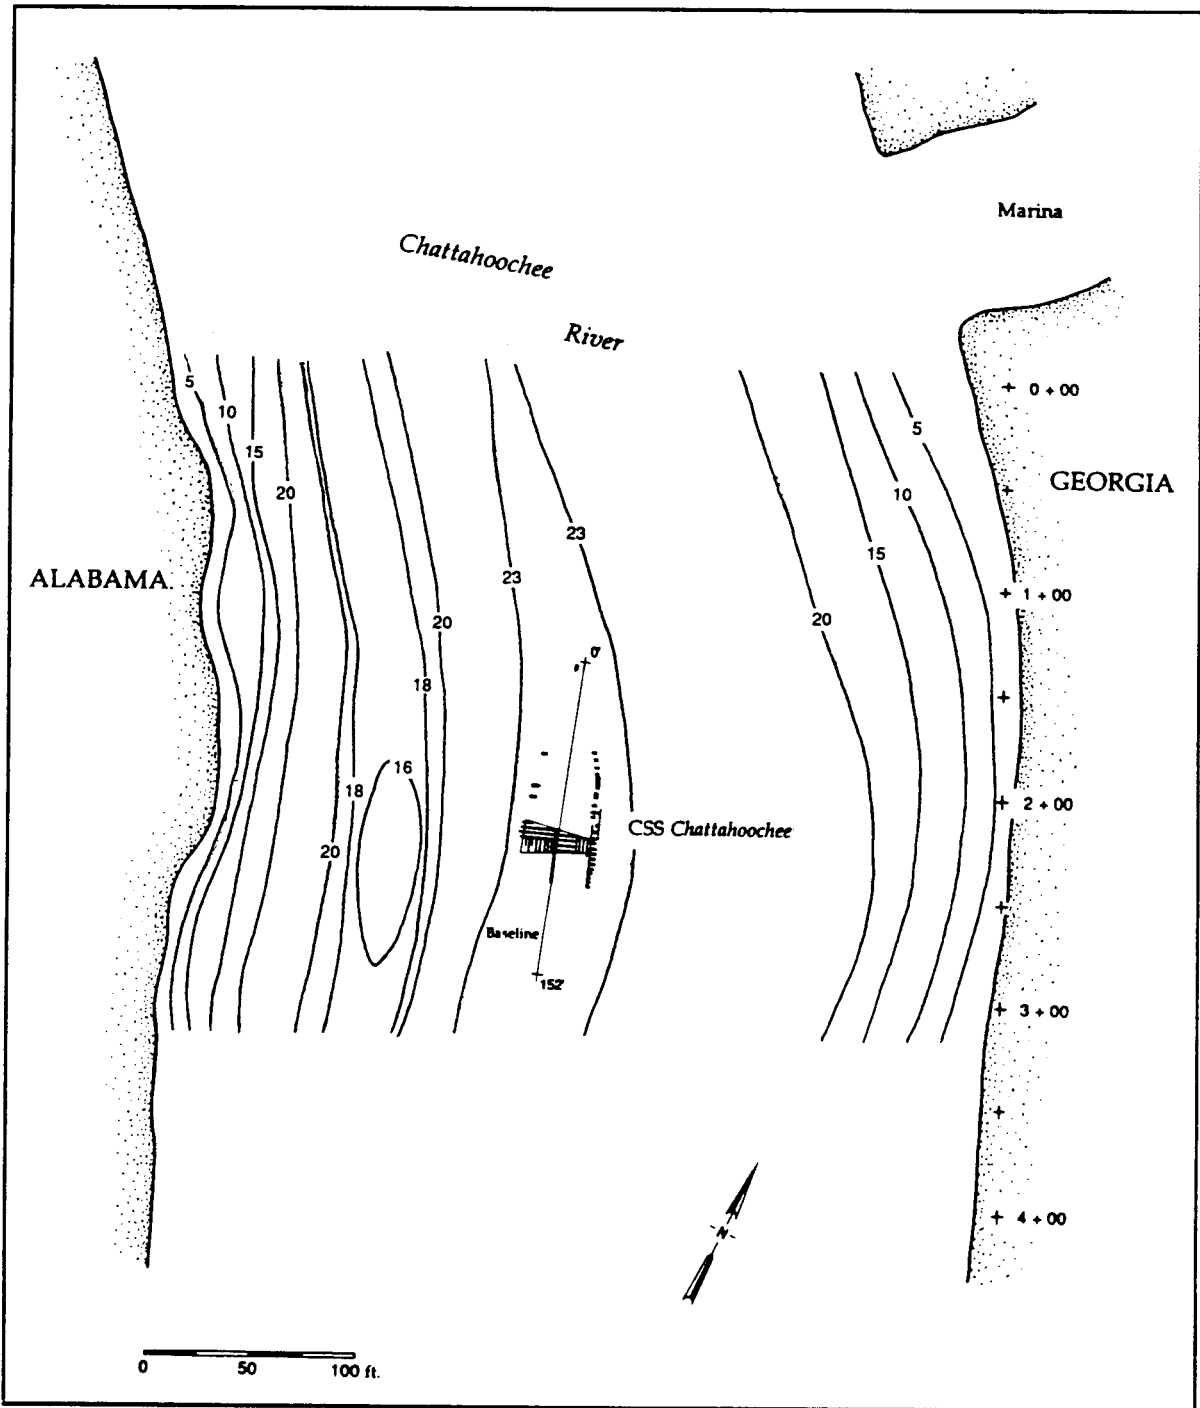 Marina
Chattahoochee
River
0 + 00
5
10
15
20
5
10
15
20
GEORGIA
23
23
ALABAMA
1 + 00
20
0'
18
16
18
20
2 + 00
CSS Chattahoochee
Baseline
152'
3 + 00
4 + 00
N
0 50 100 ft.